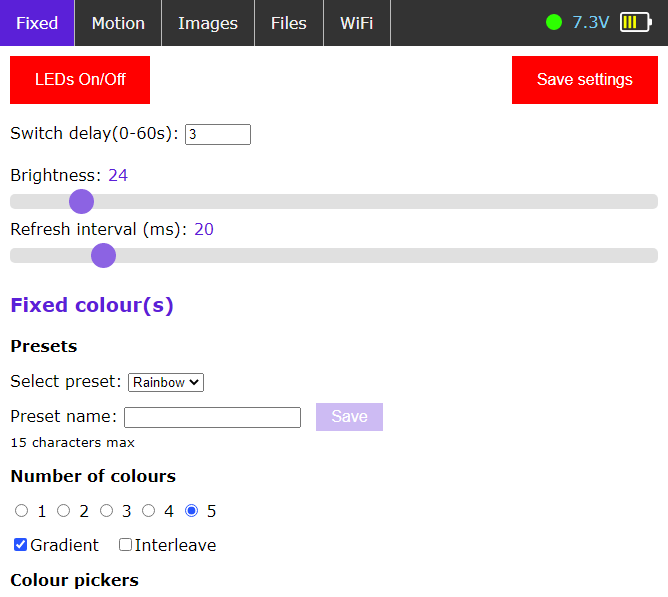 Fixed Motion Images Files WiFi 7.3V
LEDs On/Off Save settings
Switch delay(0-60s): 3
Brightness: 24
Refresh interval (ms): 20
Fixed colour(s)
Presets
Select preset: Rainbow
Preset name: Save
15 characters max
Number of colours
1 2 3 4 5
Gradient Interleave
Colour pickers